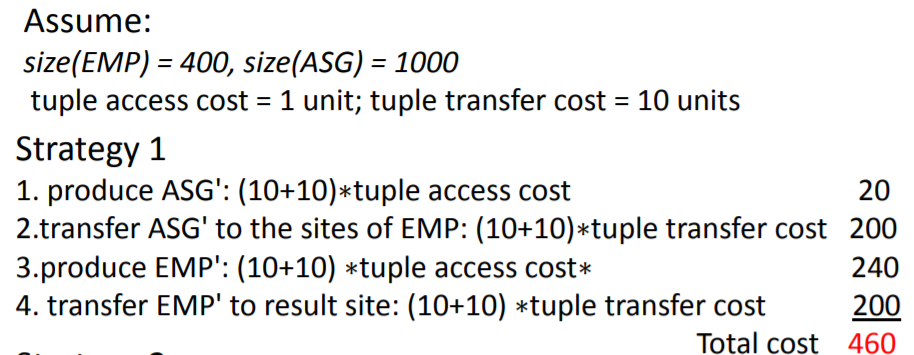 Assume:
size(EMP) = 400, size(ASG) = 1000
tuple access cost = 1 unit; tuple transfer cost = 10 units
Strategy 1
1. produce ASG': (10+10)∗tuple access cost 20
2.transfer ASG' to the sites of EMP: (10+10)∗tuple transfer cost 200
3.produce EMP': (10+10) ∗tuple access cost∗ 240
4. transfer EMP' to result site: (10+10) ∗tuple transfer cost 200
Total cost 460